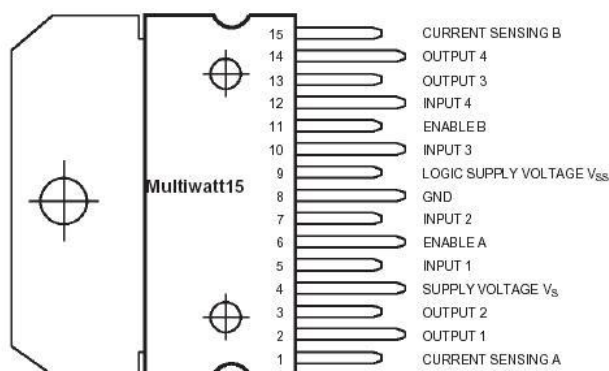 15 CURRENT SENSING B
14 OUTPUT 4
13 OUTPUT 3
12 INPUT 4
11 ENABLE B
10 INPUT 3
9 LOGIC SUPPLY VOLTAGE VSS
Multiwatt15
8 GND
7 INPUT 2
6 ENABLE A
5 INPUT 1
4 SUPPLY VOLTAGE VS
3 OUTPUT 2
2 OUTPUT 1
1 CURRENT SENSING A